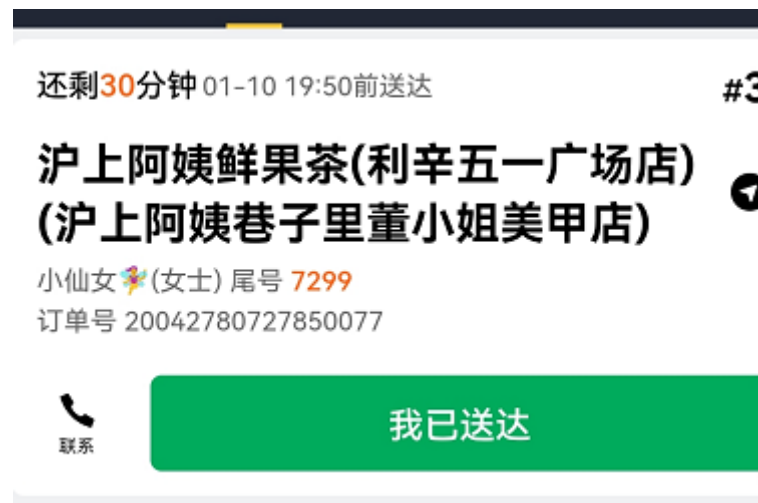 还剩30分钟 01-10 19:50前送达 #3
沪上阿姨鲜果茶(利辛五一广场店)
(沪上阿姨巷子里董小姐美甲店)
小仙女🧚‍♀️(女士) 尾号 7299
订单号 20042780727850077
联系
我已送达